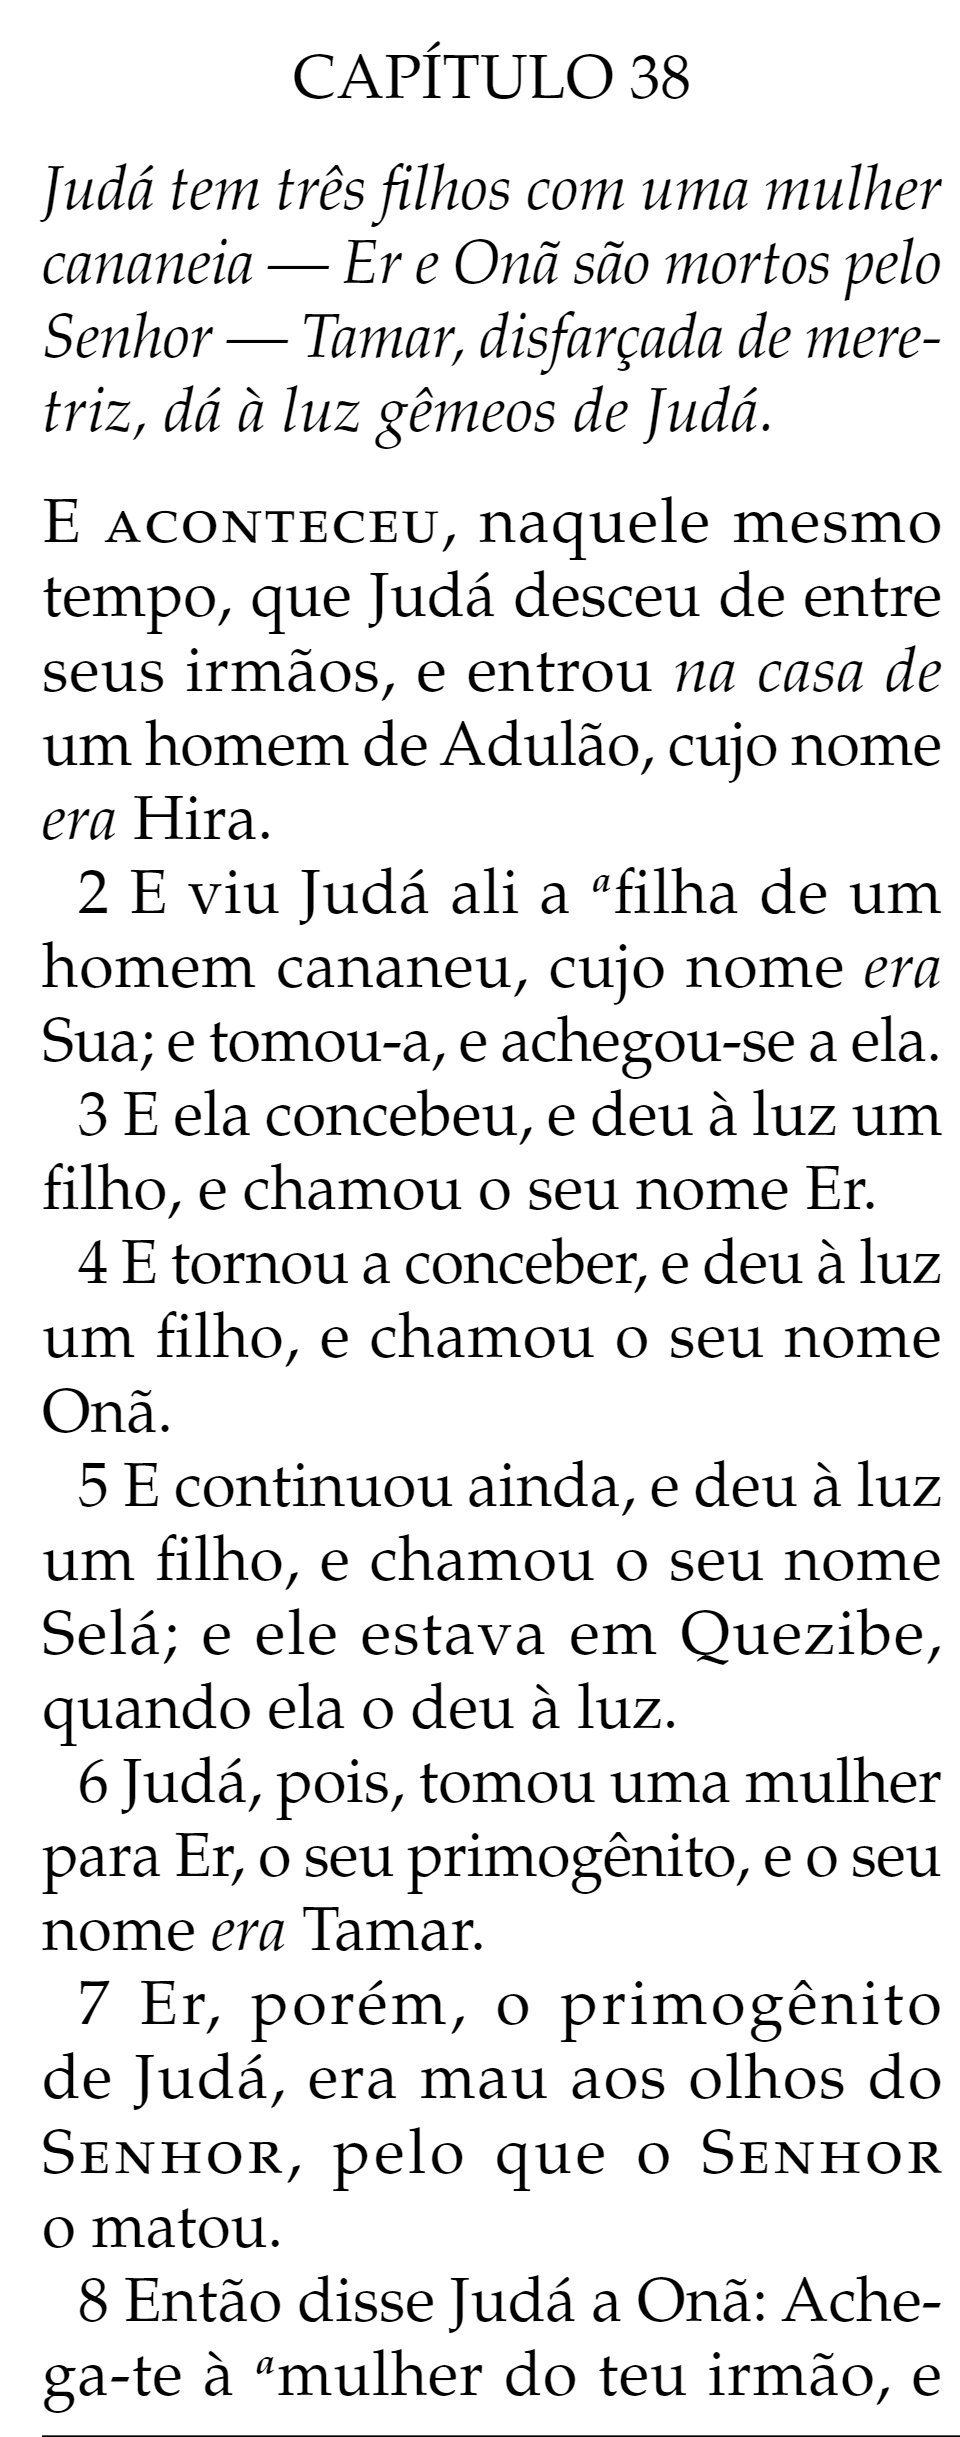 CAPÍTULO 38
Judá tem três filhos com uma mulher
cananeia — Er e Onã são mortos pelo
Senhor — Tamar, disfarçada de mere-
triz, dá à luz gêmeos de Judá.
E ACONTECEU, naquele mesmo
tempo, que Judá desceu de entre
seus irmãos, e entrou na casa de
um homem de Adulão, cujo nome
era Hira.
2 E viu Judá ali a ᵃfilha de um
homem cananeu, cujo nome era
Sua; e tomou-a, e achegou-se a ela.
3 E ela concebeu, e deu à luz um
filho, e chamou o seu nome Er.
4 E tornou a conceber, e deu à luz
um filho, e chamou o seu nome
Onã.
5 E continuou ainda, e deu à luz
um filho, e chamou o seu nome
Selá; e ele estava em Quezibe,
quando ela o deu à luz.
6 Judá, pois, tomou uma mulher
para Er, o seu primogênito, e o seu
nome era Tamar.
7 Er, porém, o primogênito
de Judá, era mau aos olhos do
SENHOR, pelo que o SENHOR
o matou.
8 Então disse Judá a Onã: Ache-
ga-te à ᵃmulher do teu irmão, e